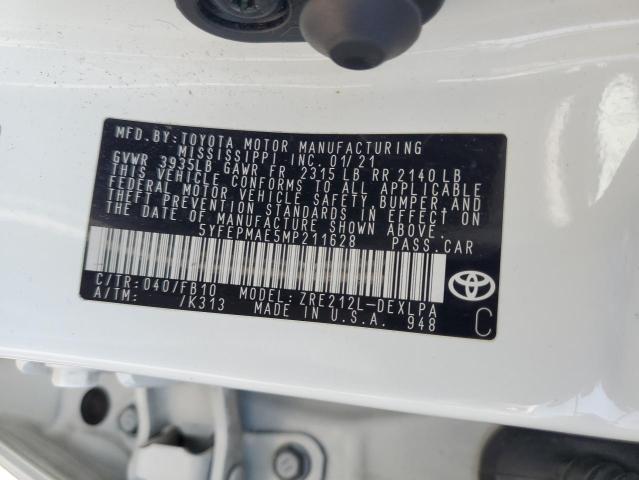 MFD. BY: TOYOTA MOTOR MANUFACTURING
MISSISSIPPI INC. 01/21
GVWR 3935LB GAWR FR 2315 LB RR 2140 LB
THIS VEHICLE CONFORMS TO ALL APPLICABLE
FEDERAL MOTOR VEHICLE SAFETY, BUMPER, AND
THEFT PREVENTION STANDARDS IN EFFECT ON
THE DATE OF MANUFACTURE SHOWN ABOVE.
5YFEPMAE5MP211628 PASS.CAR
C/TR: 040/FB10 MODEL: ZRE212L-DEXLPA
A/TM: /K313 MADE IN U.S.A. 948
C